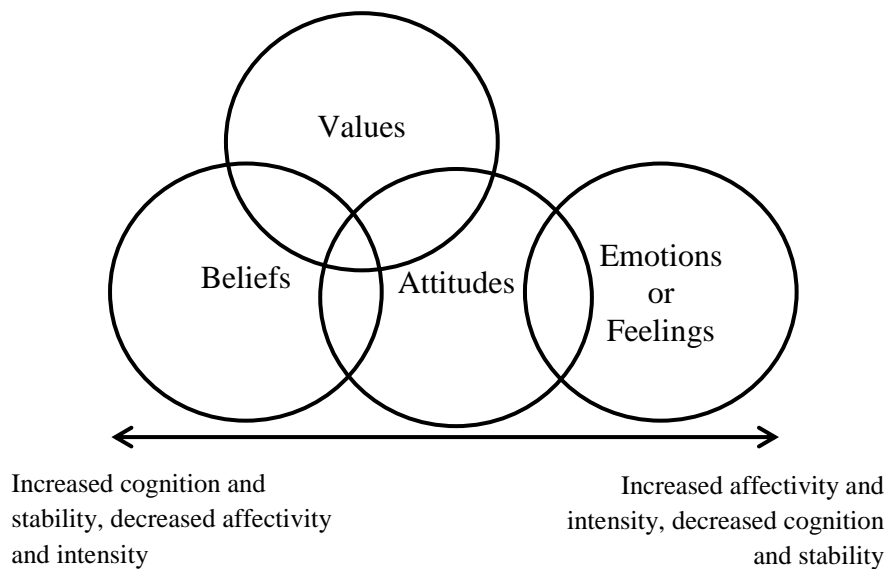 Values
Beliefs
Attitudes
Emotions
or
Feelings
Increased cognition and
stability, decreased affectivity
and intensity
Increased affectivity and
intensity, decreased cognition
and stability